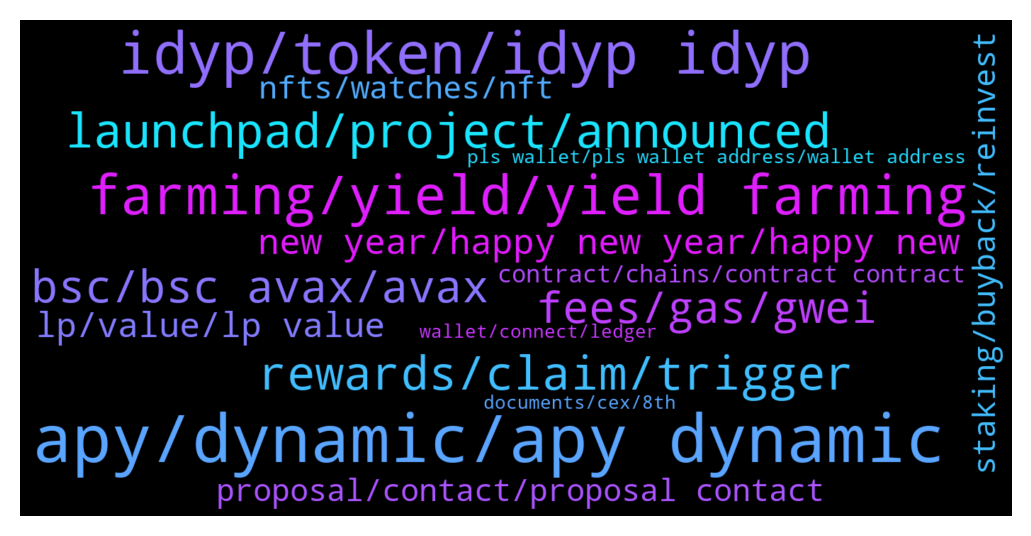 idyp/token/idyp idyp
nfts/watches/nft
launchpad/project/announced
pls wallet/pls wallet address/wallet address
farming/yield/yield farming
new year/happy new year/happy new
contract/chains/contract contract
bsc/bsc avax/avax
fees/gas/gwei
lp/value/lp value
wallet/connect/ledger
rewards/claim/trigger
documents/cex/8th
apy/dynamic/apy dynamic
proposal/contact/proposal contact
staking/buyback/reinvest